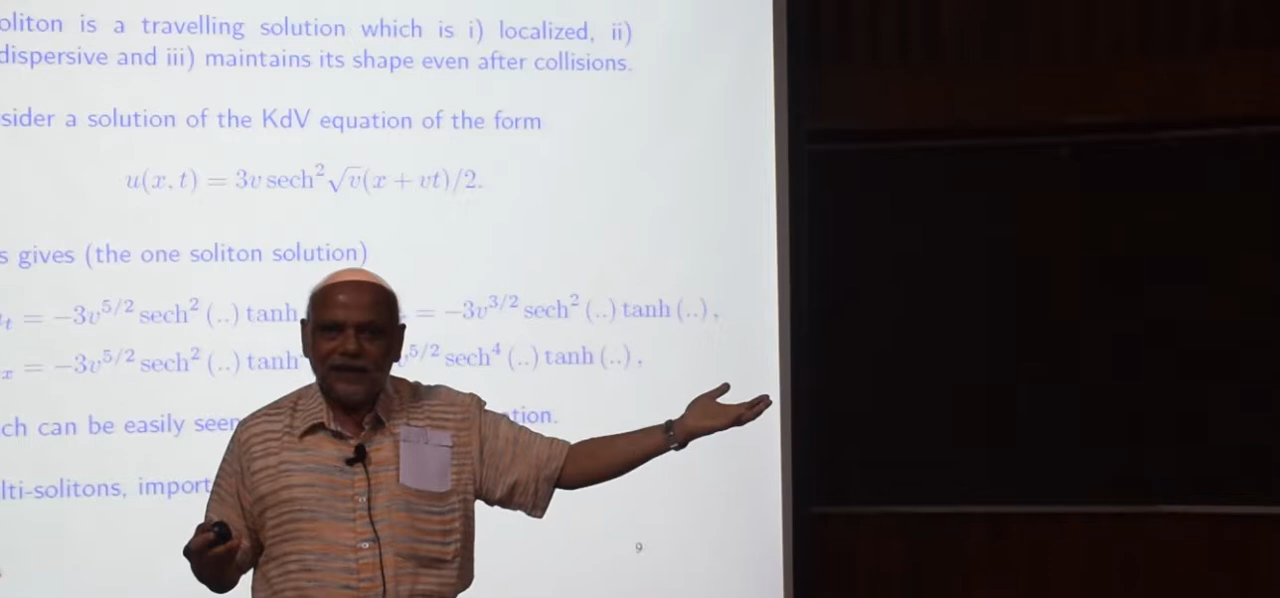 oliton is a travelling solution which is i) localized, ii)
dispersive and iii) maintains its shape even after collisions.
sider a solution of the KdV equation of the form
u(x, t) = 3v sech² √v(x + vt)/2.
s gives (the one soliton solution)
t = −3v^{5/2} sech² (..) tanh = −3v^{3/2} sech² (..) tanh (..) ,
x = −3v^{5/2} sech² (..) tanh ^{5/2} sech⁴ (..) tanh (..) ,
ch can be easily seen tion.
lti-solitons, import
9